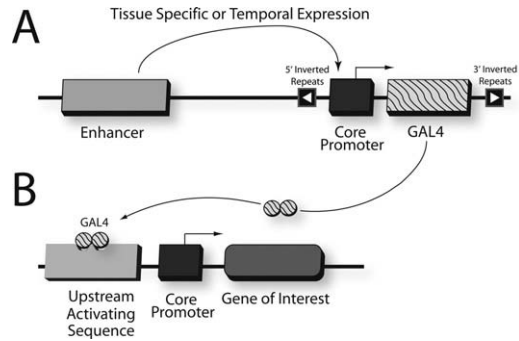 A
Tissue Specific or Temporal Expression
5' Inverted
Repeats
3' Inverted
Repeats
Enhancer
Core
Promoter
GAL4
B
GAL4
Upstream
Activating
Sequence
Core
Promoter
Gene of Interest